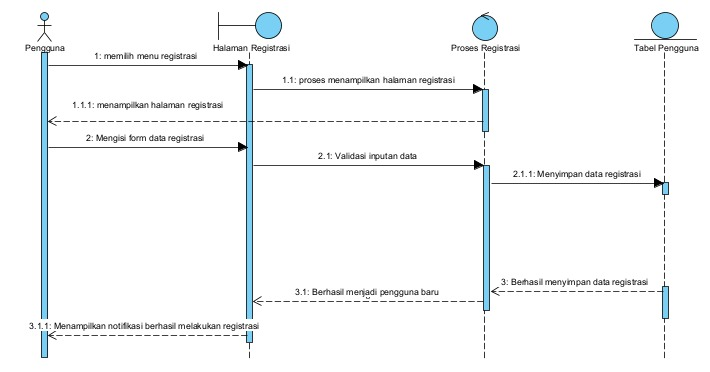 Pengguna
Halaman Registrasi
Proses Registrasi
Tabel Pengguna
1: memilih menu registrasi
1.1: proses menampilkan halaman registrasi
1.1.1: menampilkan halaman registrasi
2: Mengisi form data registrasi
2.1: Validasi inputan data
2.1.1: Menyimpan data registrasi
3: Berhasil menyimpan data registrasi
3.1: Berhasil menjadi pengguna baru
3.1.1: Menampilkan notifikasi berhasil melakukan registrasi